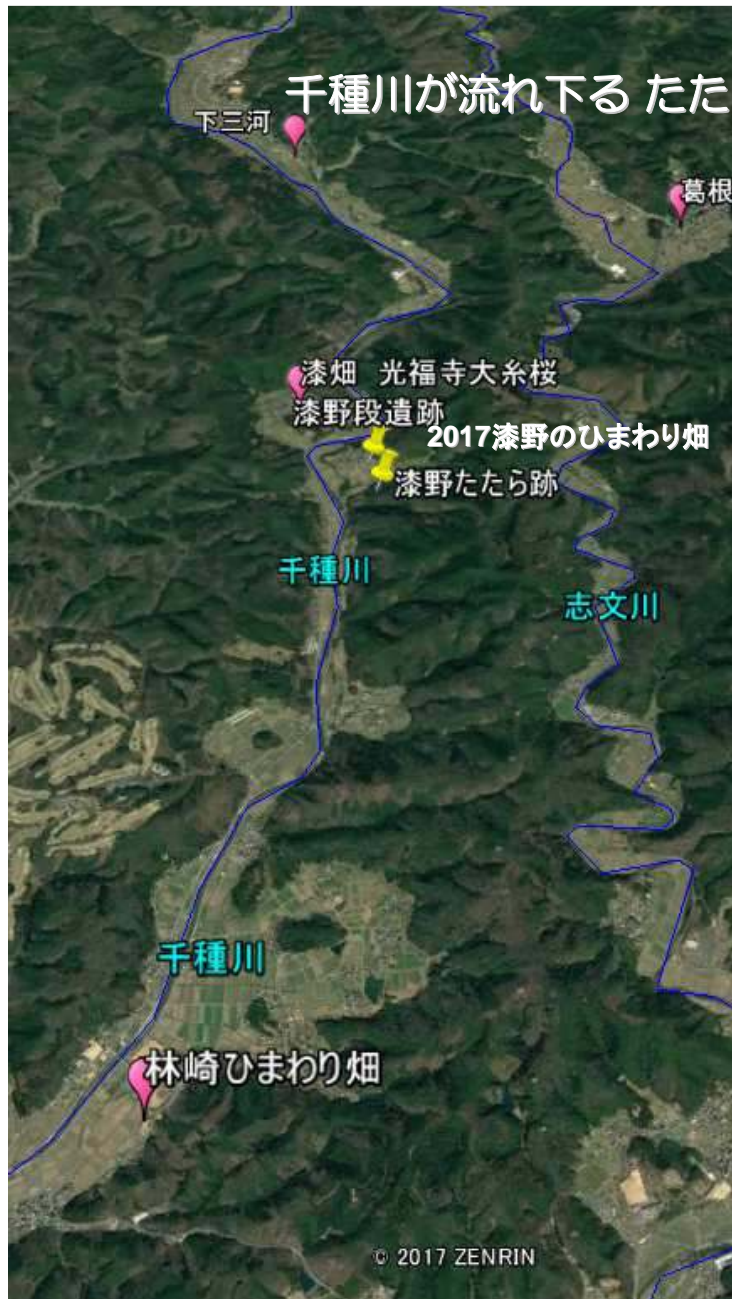 千種川が流れ下る たた
下三河
葛根
漆畑 光福寺大糸桜
漆野段遺跡
2017漆野のひまわり畑
漆野たたら跡
千種川
志文川
千種川
林崎ひまわり畑
© 2017 ZENRIN